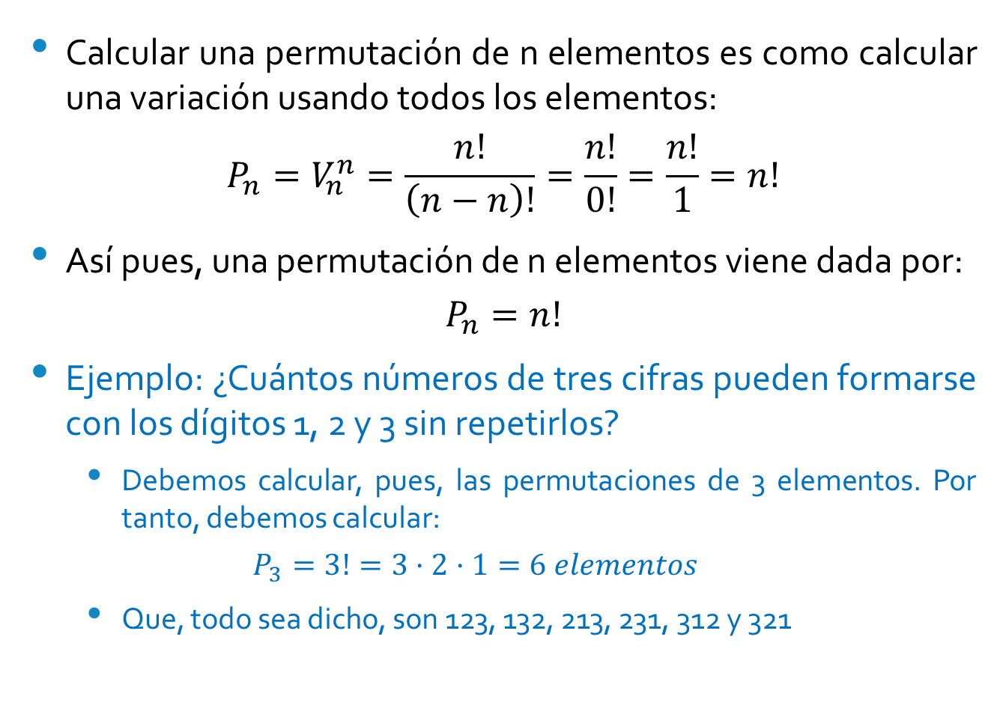 • Calcular una permutación de n elementos es como calcular
una variación usando todos los elementos:
$P_n = V_n^n = \frac{n!}{(n-n)!} = \frac{n!}{0!} = \frac{n!}{1} = n!$
• Así pues, una permutación de n elementos viene dada por:
$P_n = n!$
• Ejemplo: ¿Cuántos números de tres cifras pueden formarse
con los dígitos 1, 2 y 3 sin repetirlos?
• Debemos calcular, pues, las permutaciones de 3 elementos. Por
tanto, debemos calcular:
$P_3 = 3! = 3 \cdot 2 \cdot 1 = 6\ elementos$
• Que, todo sea dicho, son 123, 132, 213, 231, 312 y 321